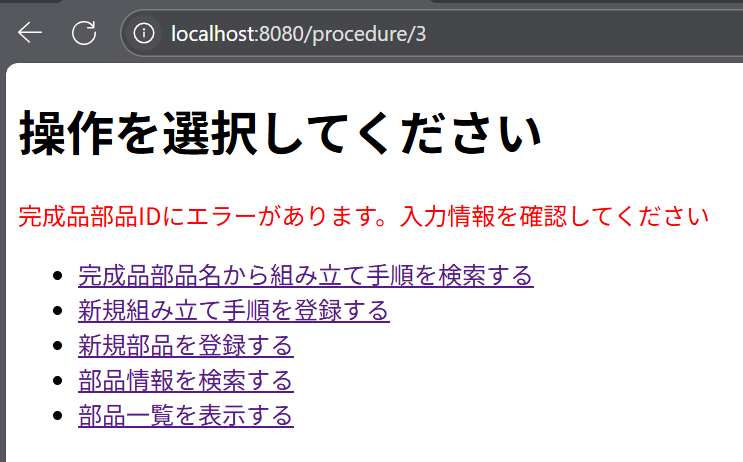 localhost:8080/procedure/3
操作を選択してください
完成品部品IDにエラーがあります。入力情報を確認してください
完成品部品名から組み立て手順を検索する
新規組み立て手順を登録する
新規部品を登録する
部品情報を検索する
部品一覧を表示する